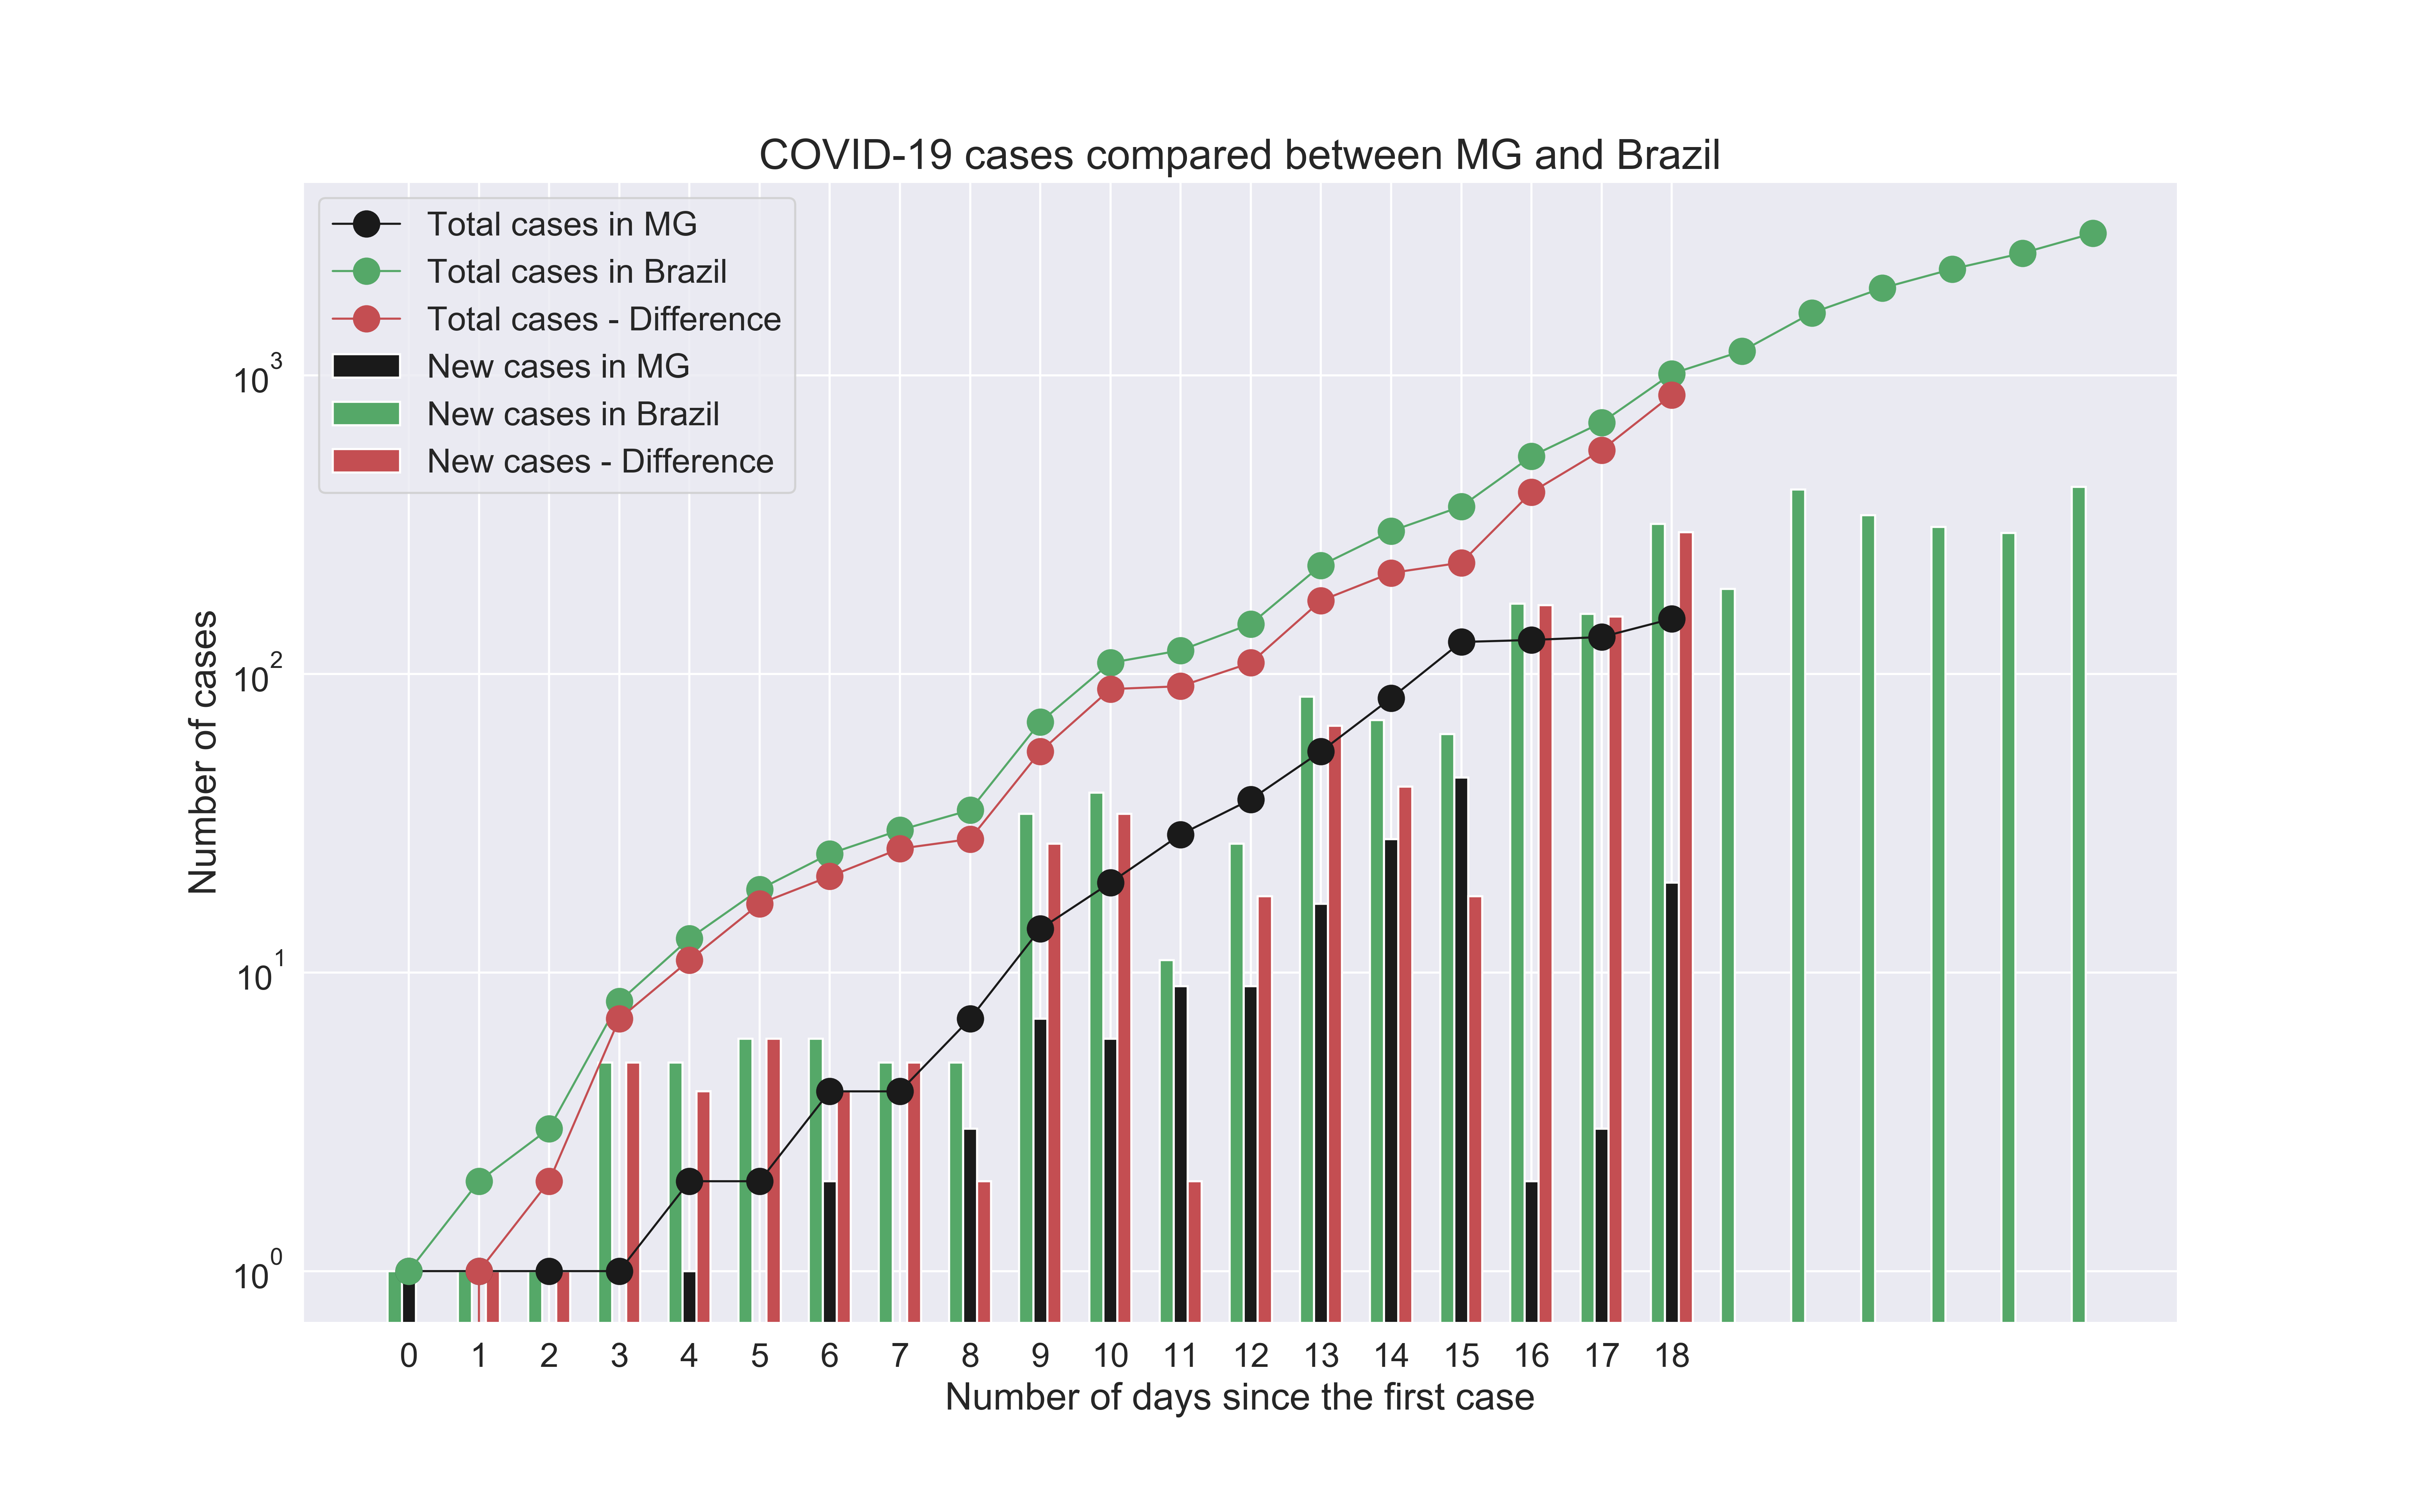 COVID-19 cases compared between MG and Brazil
Total cases in MG
Total cases in Brazil
Total cases - Difference
New cases in MG
New cases in Brazil
New cases - Difference
Number of cases
10³
10²
10¹
10⁰
0 1 2 3 4 5 6 7 8 9 10 11 12 13 14 15 16 17 18
Number of days since the first case